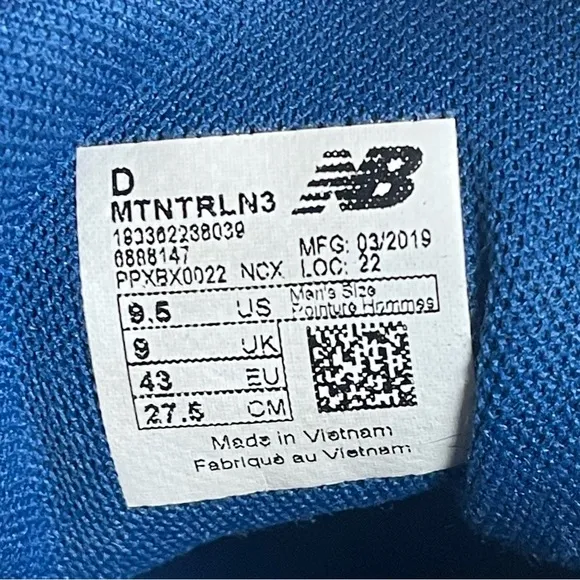 D
NB
MTNTRLN3
193362238039
6888147
MFG: 03/2019
PPXBX0022 NCX LOC: 22
9.5 US
Men's Size
Pointure Hommes
9 UK
43 EU
27.5 CM
Made in Vietnam
Fabriqué au Vietnam